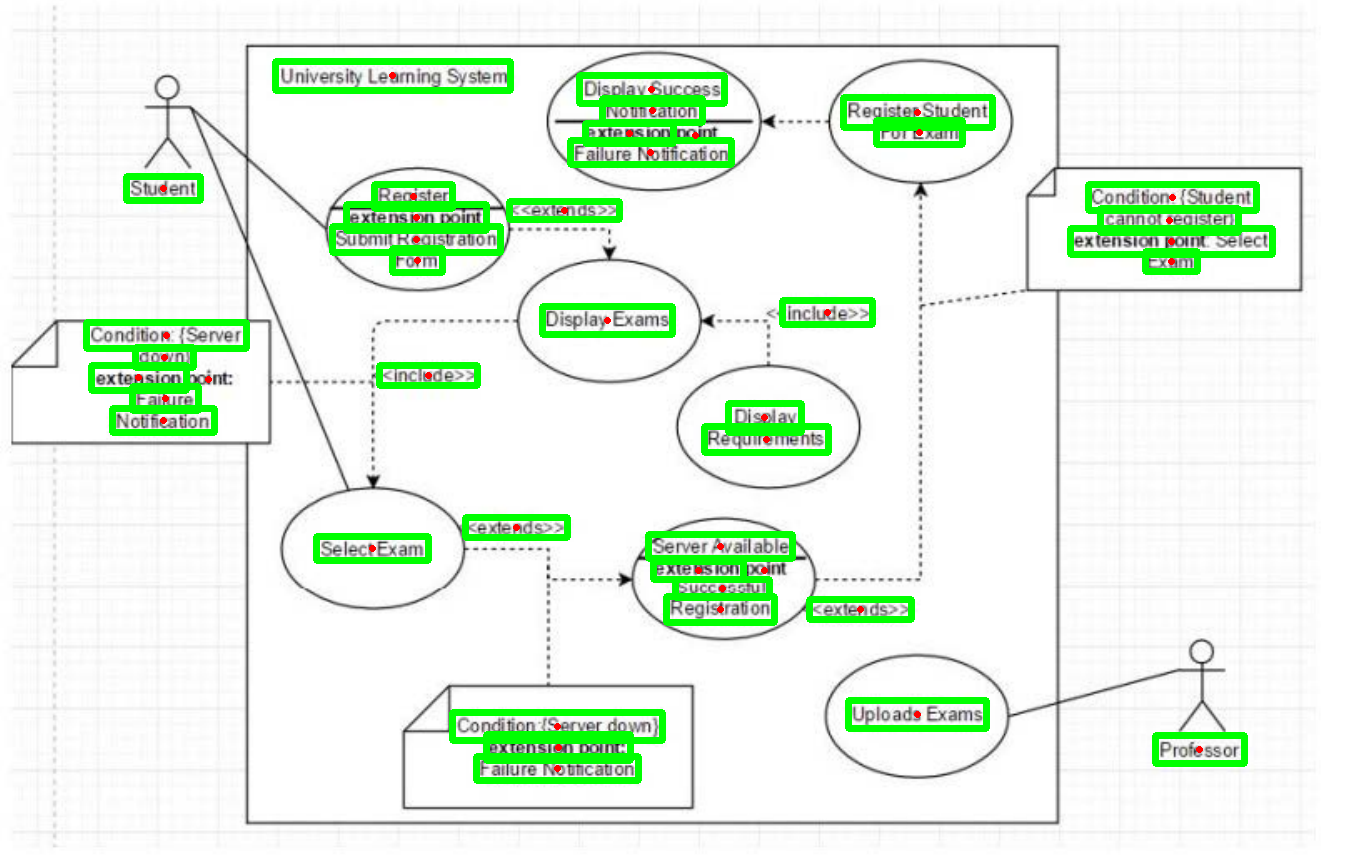 University Learning System
Display Success
Notification
extension point
Failure Notification
Register Student
For Exam
Student
Register
extension point
Submit Registration
Form
<<extends>>
Condition: {Student
cannot register}
extension point: Select
Exam
Display Exams
<include>>
Condition: {Server
down}
extension point:
Failure
Notification
<include>>
Display
Requirements
Select Exam
<extends>>
Server Available
extension point
Successful
Registration
<extends>>
Uploads Exams
Professor
Condition:{Server down}
extension point:
Failure Notification